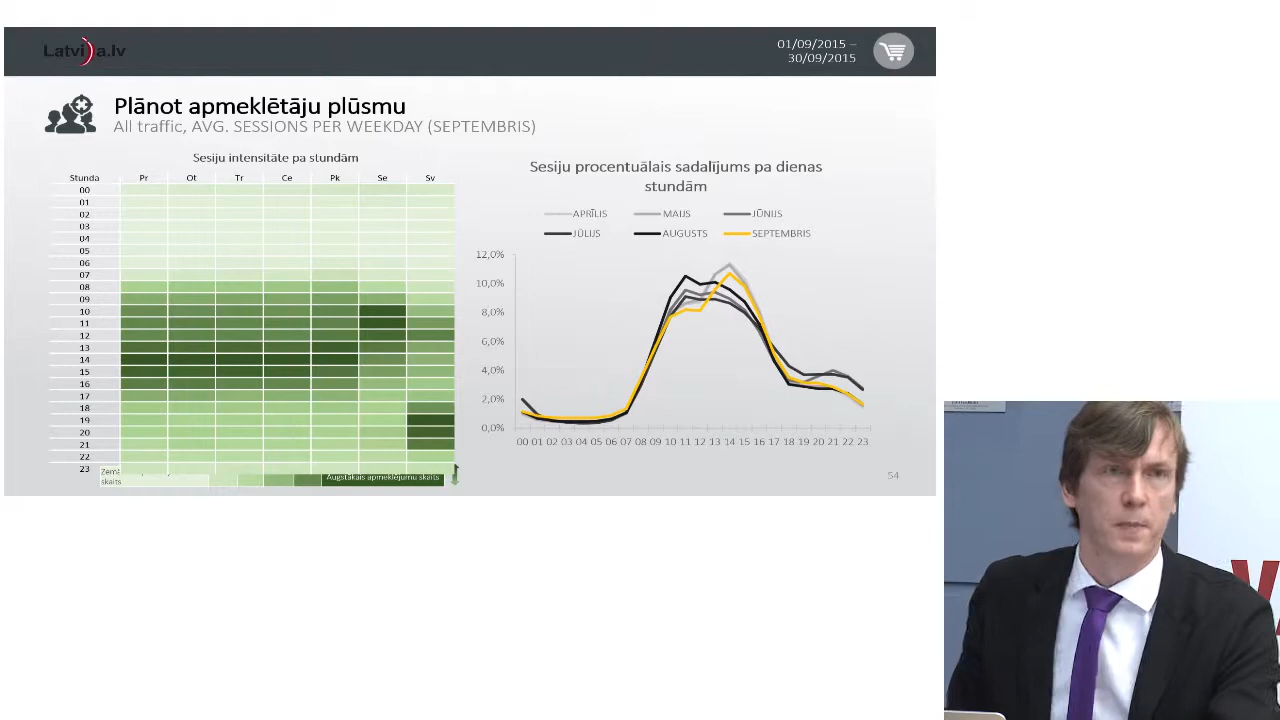 Latvija.lv
01/09/2015 –
30/09/2015
Plānot apmeklētāju plūsmu
All traffic, AVG. SESSIONS PER WEEKDAY (SEPTEMBRIS)
Sesiju intensitāte pa stundām
Stunda Pr Ot Tr Ce Pk Se Sv
00
01
02
03
04
05
06
07
08
09
10
11
12
13
14
15
16
17
18
19
20
21
22
23
skaits
Augstākais apmeklējumu skaits
Sesiju procentuālais sadalījums pa dienas
stundām
APRĪLIS MAIJS JŪNIJS
JŪLIJS AUGUSTS SEPTEMBRIS
12,0%
10,0%
8,0%
6,0%
4,0%
2,0%
0,0%
00 01 02 03 04 05 06 07 08 09 10 11 12 13 14 15 16 17 18 19 20 21 22 23
54